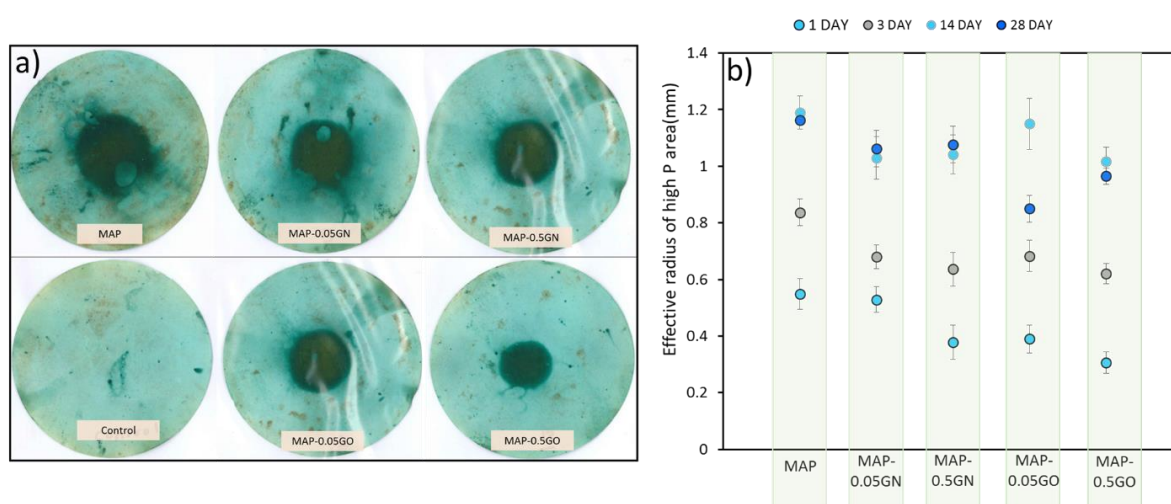 a)
MAP
MAP-0.05GN
MAP-0.5GN
Control
MAP-0.05GO
MAP-0.5GO
1 DAY 3 DAY 14 DAY 28 DAY
b)
Effective radius of high P area(mm)
1.4
1.2
1
0.8
0.6
0.4
0.2
0
MAP
MAP-
0.05GN
MAP-
0.5GN
MAP-
0.05GO
MAP-
0.5GO